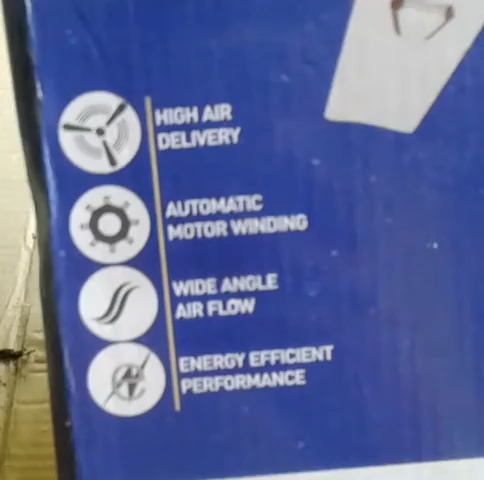 HIGH AIR
DELIVERY
AUTOMATIC
MOTOR WINDING
WIDE ANGLE
AIR FLOW
ENERGY EFFICIENT
PERFORMANCE